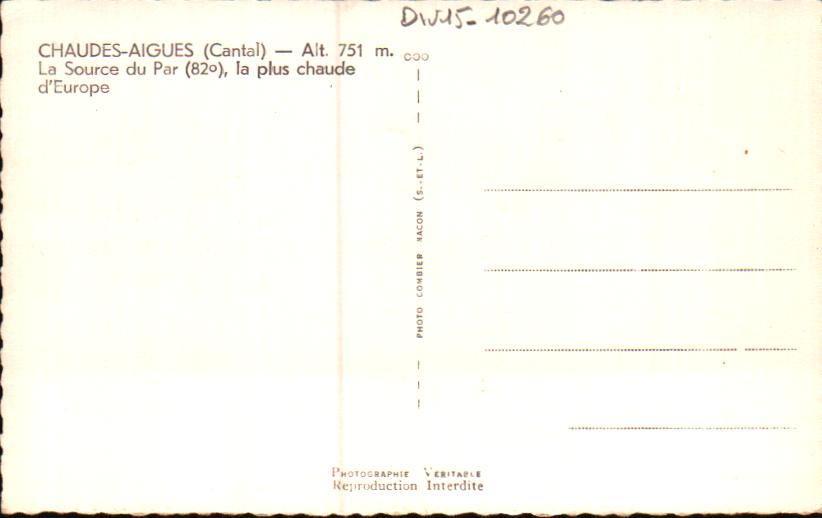 Div15-10260
CHAUDES-AIGUES (Cantal) — Alt. 751 m.
La Source du Par (82º), la plus chaude
d'Europe
PHOTO COMBIER MACON (S.-ET-L.)
PHOTOGRAPHIE VÉRITABLE
Reproduction Interdite